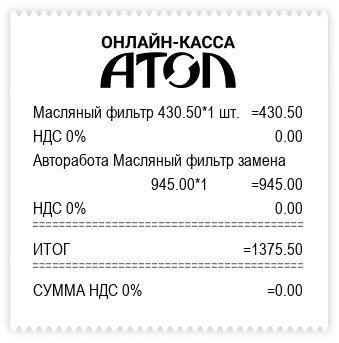 ОНЛАЙН-КАССА
АТОЛ
Масляный фильтр 430.50*1 шт. =430.50
НДС 0% 0.00
Авторабота Масляный фильтр замена
945.00*1 =945.00
НДС 0% 0.00
ИТОГ =1375.50
СУММА НДС 0% =0.00